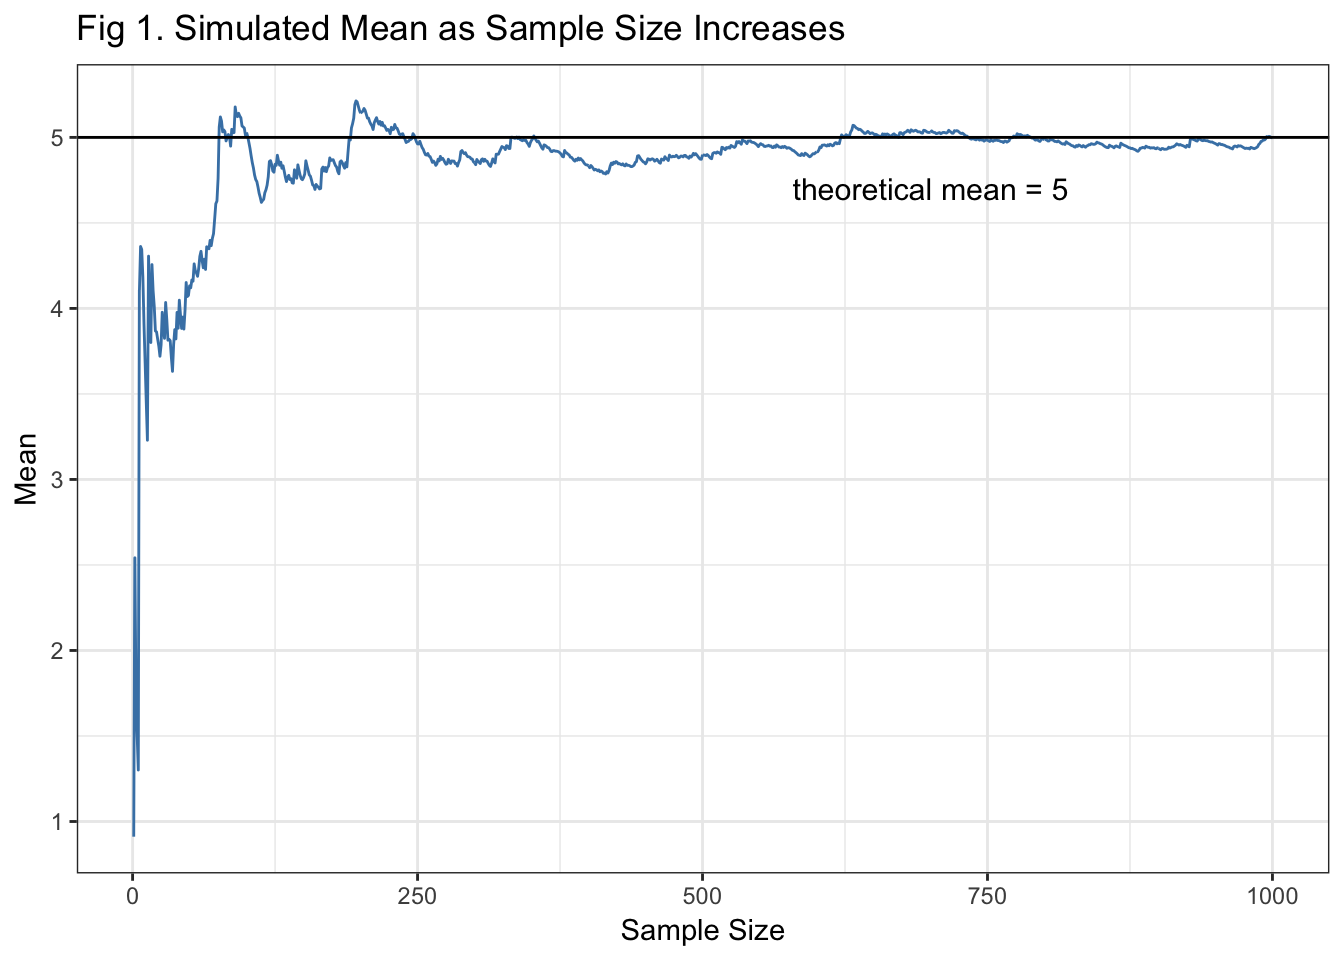 Fig 1. Simulated Mean as Sample Size Increases
5
4
3
2
1
Mean
theoretical mean = 5
0 250 500 750 1000
Sample Size